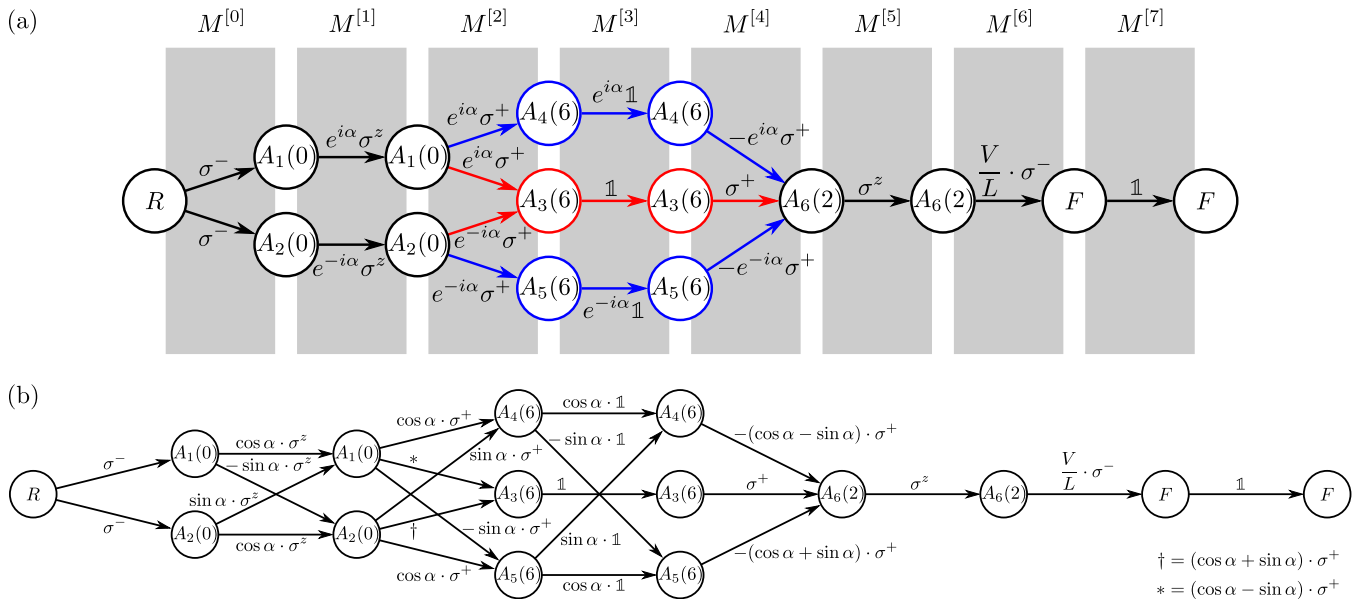 (a)
M^{[0]} M^{[1]} M^{[2]} M^{[3]} M^{[4]} M^{[5]} M^{[6]} M^{[7]}
A_4(6) e^{iα}𝟙 A_4(6)
e^{iα}σ^+ -e^{iα}σ^+
A_1(0) e^{iα}σ^z A_1(0)
σ^- e^{iα}σ^+
R A_3(6) 𝟙 A_3(6) σ^+ A_6(2) σ^z A_6(2) V/L · σ^- F 𝟙 F
σ^- e^{-iα}σ^+
A_2(0) e^{-iα}σ^z A_2(0)
e^{-iα}σ^+ -e^{-iα}σ^+
A_5(6) e^{-iα}𝟙 A_5(6)
(b)
A_4(6) cos α · 𝟙 A_4(6)
cos α · σ^+ - sin α · 𝟙 -(cos α - sin α) · σ^+
A_1(0) cos α · σ^z A_1(0) sin α · σ^+
σ^- - sin α · σ^z *
R A_3(6) 𝟙 A_3(6) σ^+ A_6(2) σ^z A_6(2) V/L · σ^- F 𝟙 F
σ^- sin α · σ^z †
A_2(0) cos α · σ^z A_2(0) - sin α · σ^+ sin α · 𝟙
cos α · σ^+ -(cos α + sin α) · σ^+
A_5(6) cos α · 𝟙 A_5(6)
† = (cos α + sin α) · σ^+
* = (cos α - sin α) · σ^+